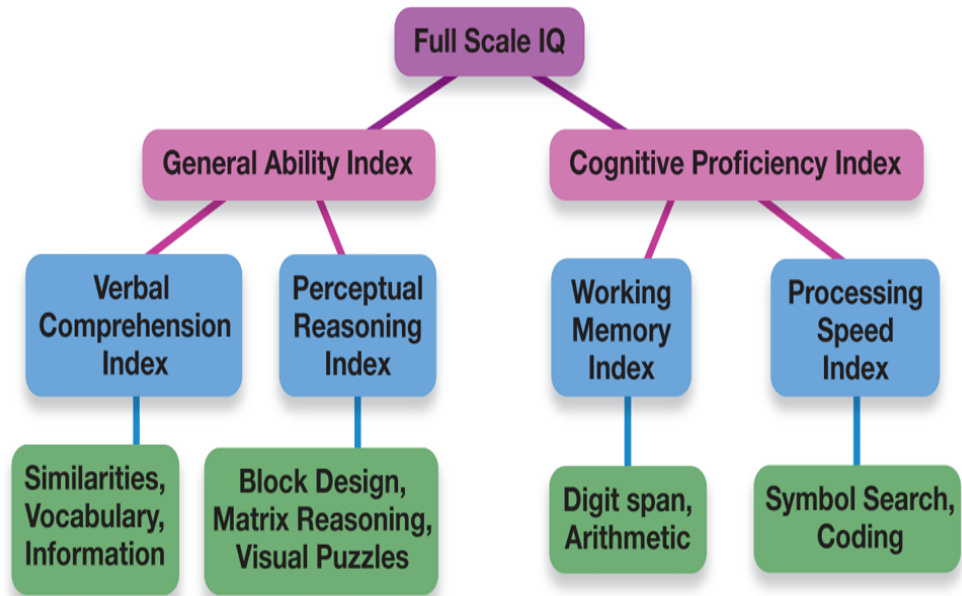 Full Scale IQ
General Ability Index
Cognitive Proficiency Index
Verbal
Comprehension
Index
Perceptual
Reasoning
Index
Working
Memory
Index
Processing
Speed
Index
Similarities,
Vocabulary,
Information
Block Design,
Matrix Reasoning,
Visual Puzzles
Digit span,
Arithmetic
Symbol Search,
Coding